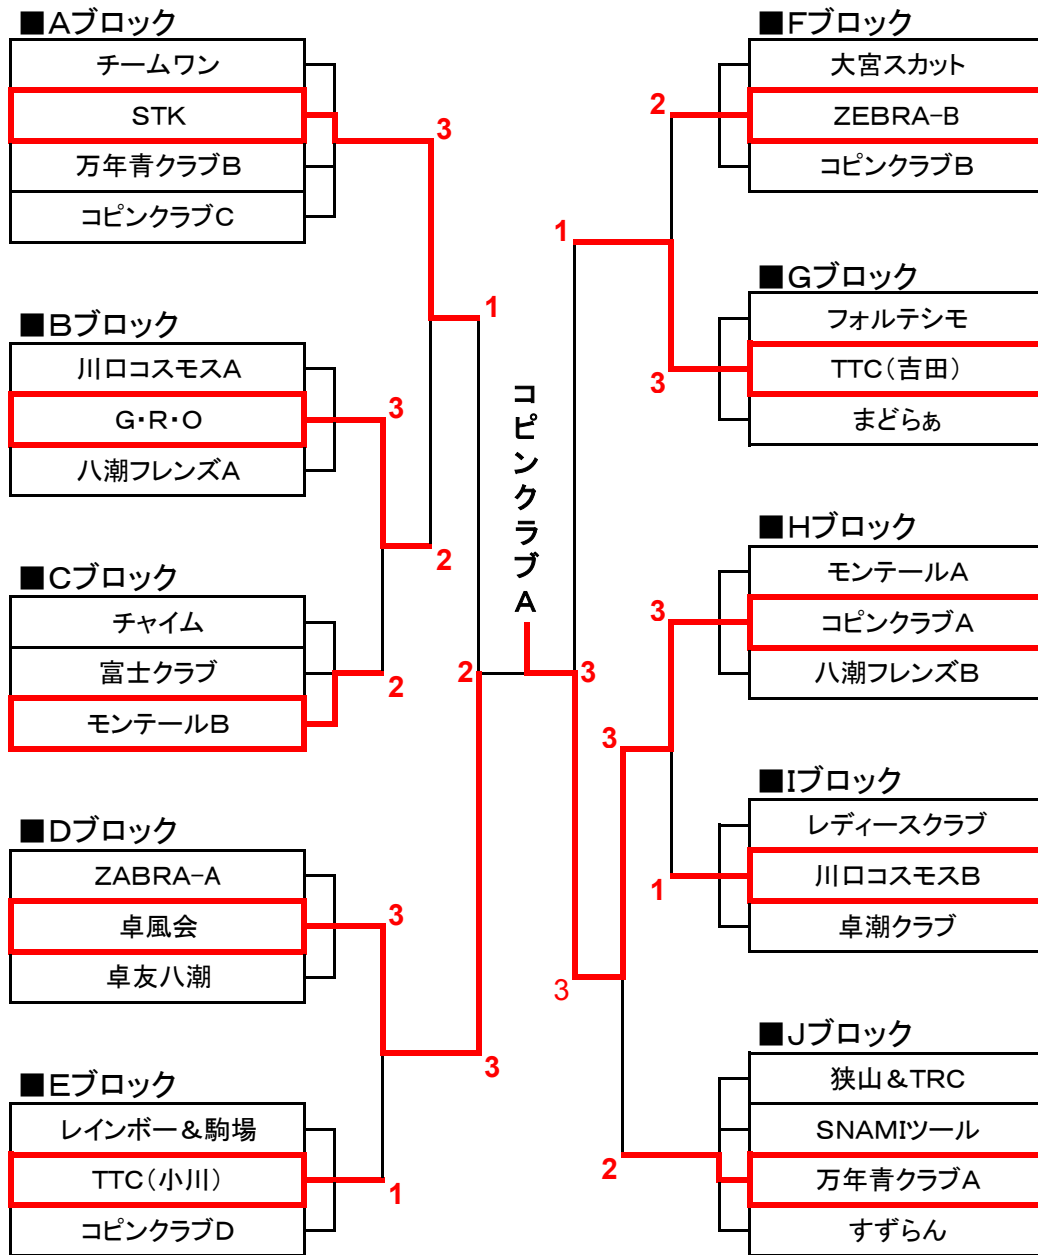 ■Aブロック
チームワン
STK
万年青クラブB
コピンクラブC
3
■Bブロック
川口コスモスA
G・R・O
八潮フレンズA
3
1
2
■Cブロック
チャイム
富士クラブ
モンテールB
2
■Dブロック
ZABRA-A
卓風会
卓友八潮
3
2
3
■Eブロック
レインボー&駒場
TTC(小川)
コピンクラブD
1
コピンクラブA
3
■Fブロック
大宮スカット
ZEBRA-B
コピンクラブB
2
1
■Gブロック
フォルテシモ
TTC(吉田)
まどらぁ
3
■Hブロック
モンテールA
コピンクラブA
八潮フレンズB
3
3
■Iブロック
レディースクラブ
川口コスモスB
卓潮クラブ
1
3
■Jブロック
狭山&TRC
SNAMIツール
万年青クラブA
すずらん
2